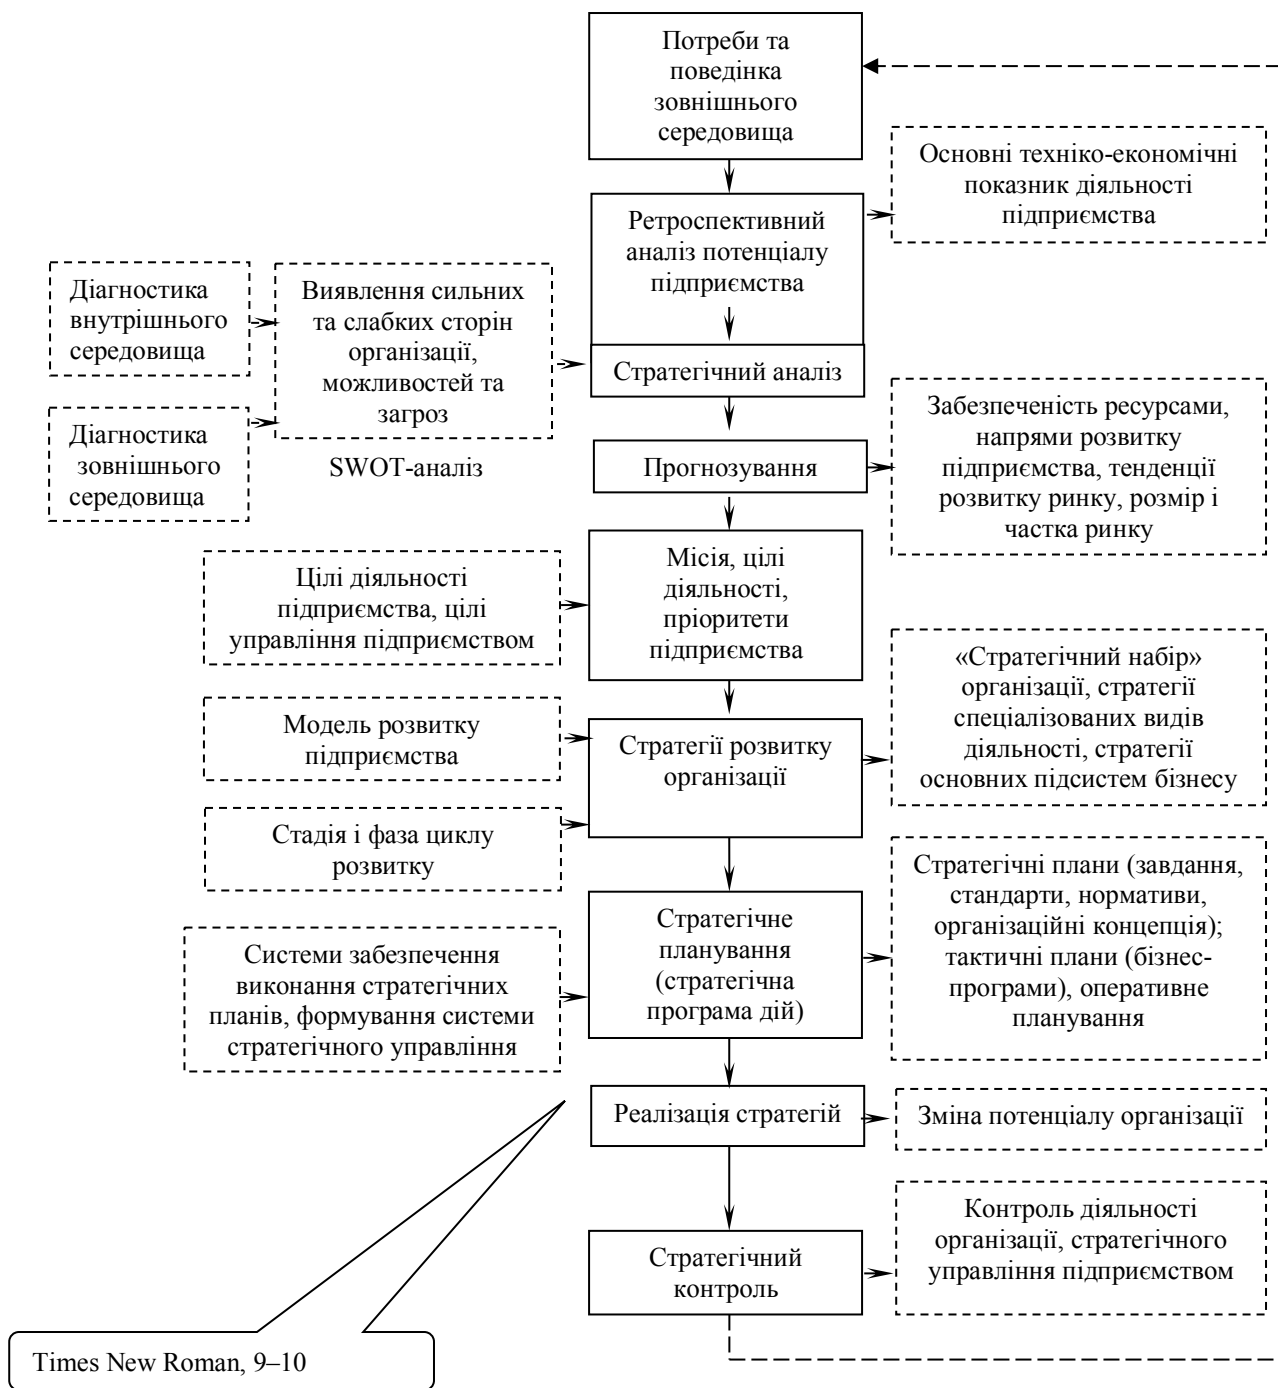 Потреби та
поведінка
зовнішнього
середовища
Основні техніко-економічні
показник діяльності
підприємства
Ретроспективний
аналіз потенціалу
підприємства
Діагностика
внутрішнього
середовища
Виявлення сильних
та слабких сторін
організації,
можливостей та
загроз
Стратегічний аналіз
Діагностика
зовнішнього
середовища
SWOT-аналіз
Прогнозування
Забезпеченість ресурсами,
напрями розвитку
підприємства, тенденції
розвитку ринку, розмір і
частка ринку
Цілі діяльності
підприємства, цілі
управління підприємством
Місія, цілі
діяльності,
пріоритети
підприємства
«Стратегічний набір»
організації, стратегії
спеціалізованих видів
діяльності, стратегії
основних підсистем бізнесу
Модель розвитку
підприємства
Стратегії розвитку
організації
Стадія і фаза циклу
розвитку
Стратегічні плани (завдання,
стандарти, нормативи,
організаційні концепція);
тактичні плани (бізнес-
програми), оперативне
планування
Стратегічне
планування
(стратегічна
програма дій)
Системи забезпечення
виконання стратегічних
планів, формування системи
стратегічного управління
Реалізація стратегій
Зміна потенціалу організації
Контроль діяльності
організації, стратегічного
управління підприємством
Стратегічний
контроль
Times New Roman, 9–10